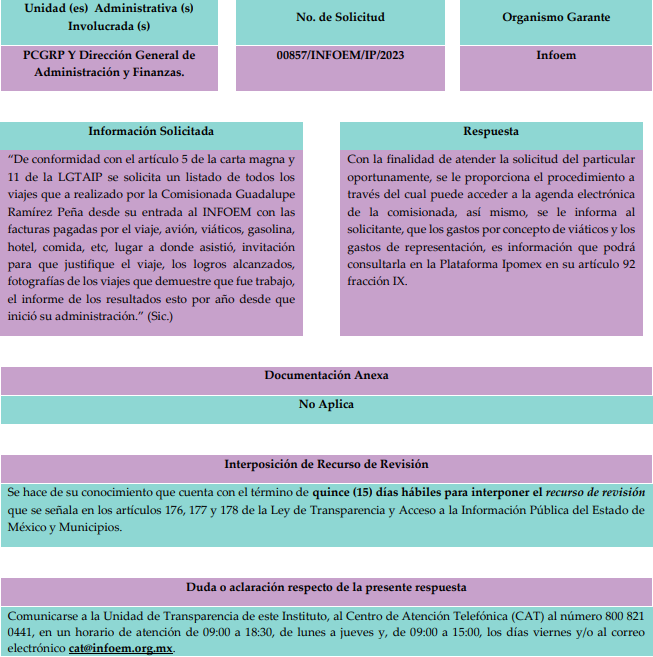 Unidad (es) Administrativa (s)
Involucrada (s)
No. de Solicitud
Organismo Garante
PCGRP Y Dirección General de
Administración y Finanzas.
00857/INFOEM/IP/2023
Infoem
Información Solicitada
“De conformidad con el artículo 5 de la carta magna y
11 de la LGTAIP se solicita un listado de todos los
viajes que a realizado por la Comisionada Guadalupe
Ramírez Peña desde su entrada al INFOEM con las
facturas pagadas por el viaje, avión, viáticos, gasolina,
hotel, comida, etc, lugar a donde asistió, invitación
para que justifique el viaje, los logros alcanzados,
fotografías de los viajes que demuestre que fue trabajo,
el informe de los resultados esto por año desde que
inició su administración.” (Sic.)
Respuesta
Con la finalidad de atender la solicitud del particular
oportunamente, se le proporciona el procedimiento a
través del cual puede acceder a la agenda electrónica
de la comisionada, así mismo, se le informa al
solicitante, que los gastos por concepto de viáticos y los
gastos de representación, es información que podrá
consultarla en la Plataforma Ipomex en su artículo 92
fracción IX.
Documentación Anexa
No Aplica
Interposición de Recurso de Revisión
Se hace de su conocimiento que cuenta con el término de quince (15) días hábiles para interponer el recurso de revisión
que se señala en los artículos 176, 177 y 178 de la Ley de Transparencia y Acceso a la Información Pública del Estado de
México y Municipios.
Duda o aclaración respecto de la presente respuesta
Comunicarse a la Unidad de Transparencia de este Instituto, al Centro de Atención Telefónica (CAT) al número 800 821
0441, en un horario de atención de 09:00 a 18:30, de lunes a jueves y, de 09:00 a 15:00, los días viernes y/o al correo
electrónico cat@infoem.org.mx.